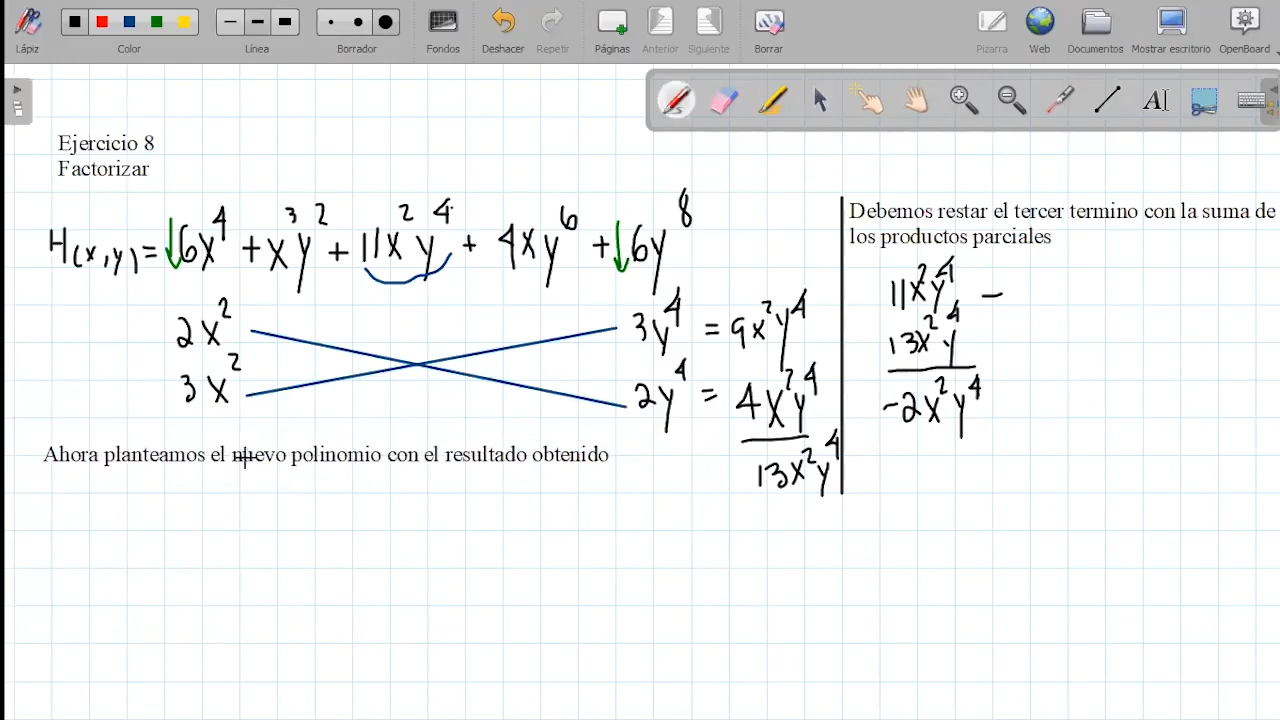 Lápiz Color Línea Borrador Fondos Deshacer Repetir Páginas Anterior Siguiente Borrar Pizarra Web Documentos Mostrar escritorio OpenBoard
Ejercicio 8
Factorizar
H(x,y)= 6x⁴ + x³y² + 11x²y⁴ + 4xy⁶ + 6y⁸
2x² 3y⁴ = 9x²y⁴
3x² 2y⁴ = 4x²y⁴
13x²y⁴
Ahora planteamos el nuevo polinomio con el resultado obtenido
Debemos restar el tercer termino con la suma de
los productos parciales
11x²y⁴ –
13x²y⁴
-2x²y⁴